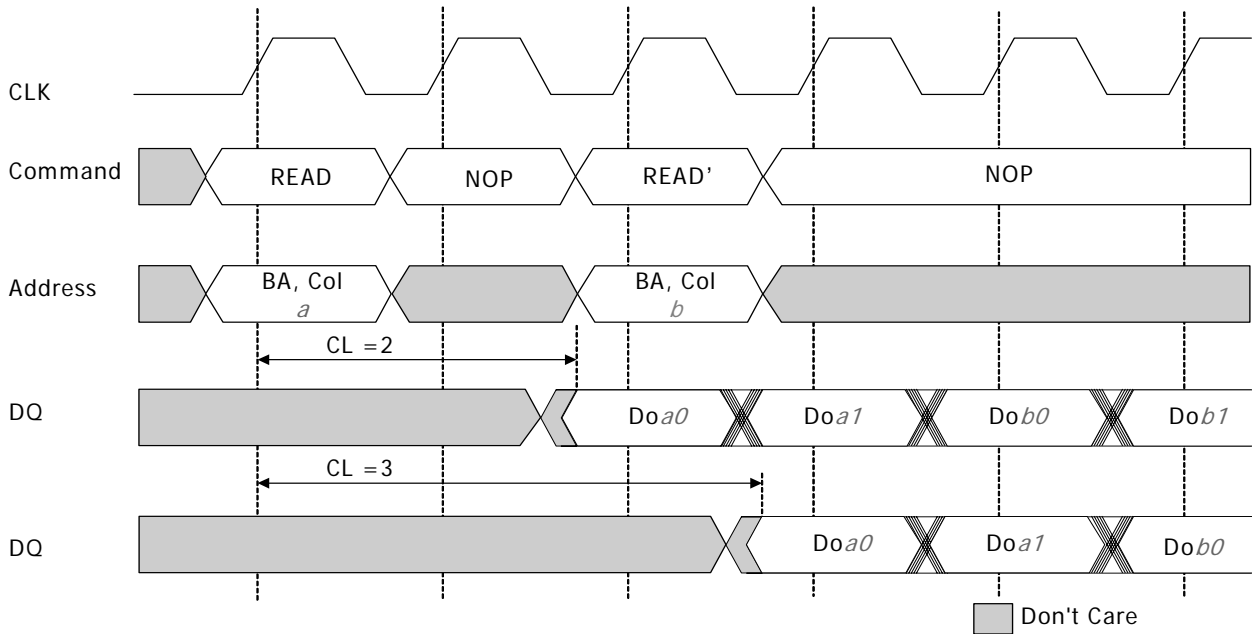 CLK
Command
READ
NOP
READ'
NOP
Address
BA, Col
a
BA, Col
b
CL =2
DQ
Doa0
Doa1
Dob0
Dob1
CL =3
DQ
Doa0
Doa1
Dob0
Don't Care